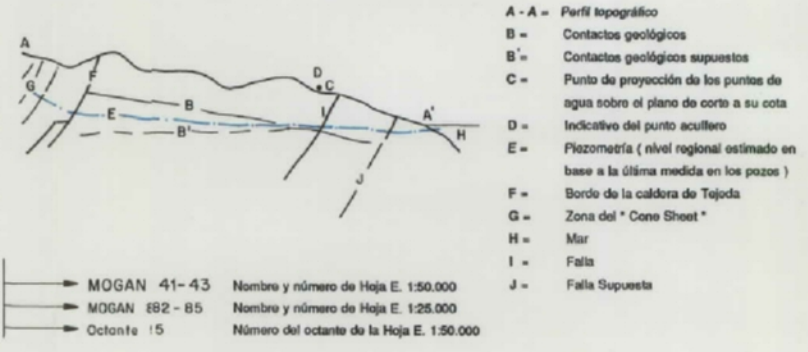 A
G
F
E
B
B'
D
C
I
J
A'
H
A - A = Perfil topográfico
B = Contactos geológicos
B' = Contactos geológicos supuestos
C = Punto de proyección de los puntos de
agua sobre el plano de corte a su cota
D = Indicativo del punto acuífero
E = Piezometría ( nivel regional estimado en
base a la última medida en los pozos )
F = Borde de la caldera de Tejeda
G = Zona del " Cone Sheet "
H = Mar
I = Falla
J = Falla Supuesta
MOGAN 41-43 Nombre y número de Hoja E. 1:50.000
MOGAN 882-85 Nombre y número de Hoja E. 1:25.000
Octante 15 Número del octante de la Hoja E. 1:50.000